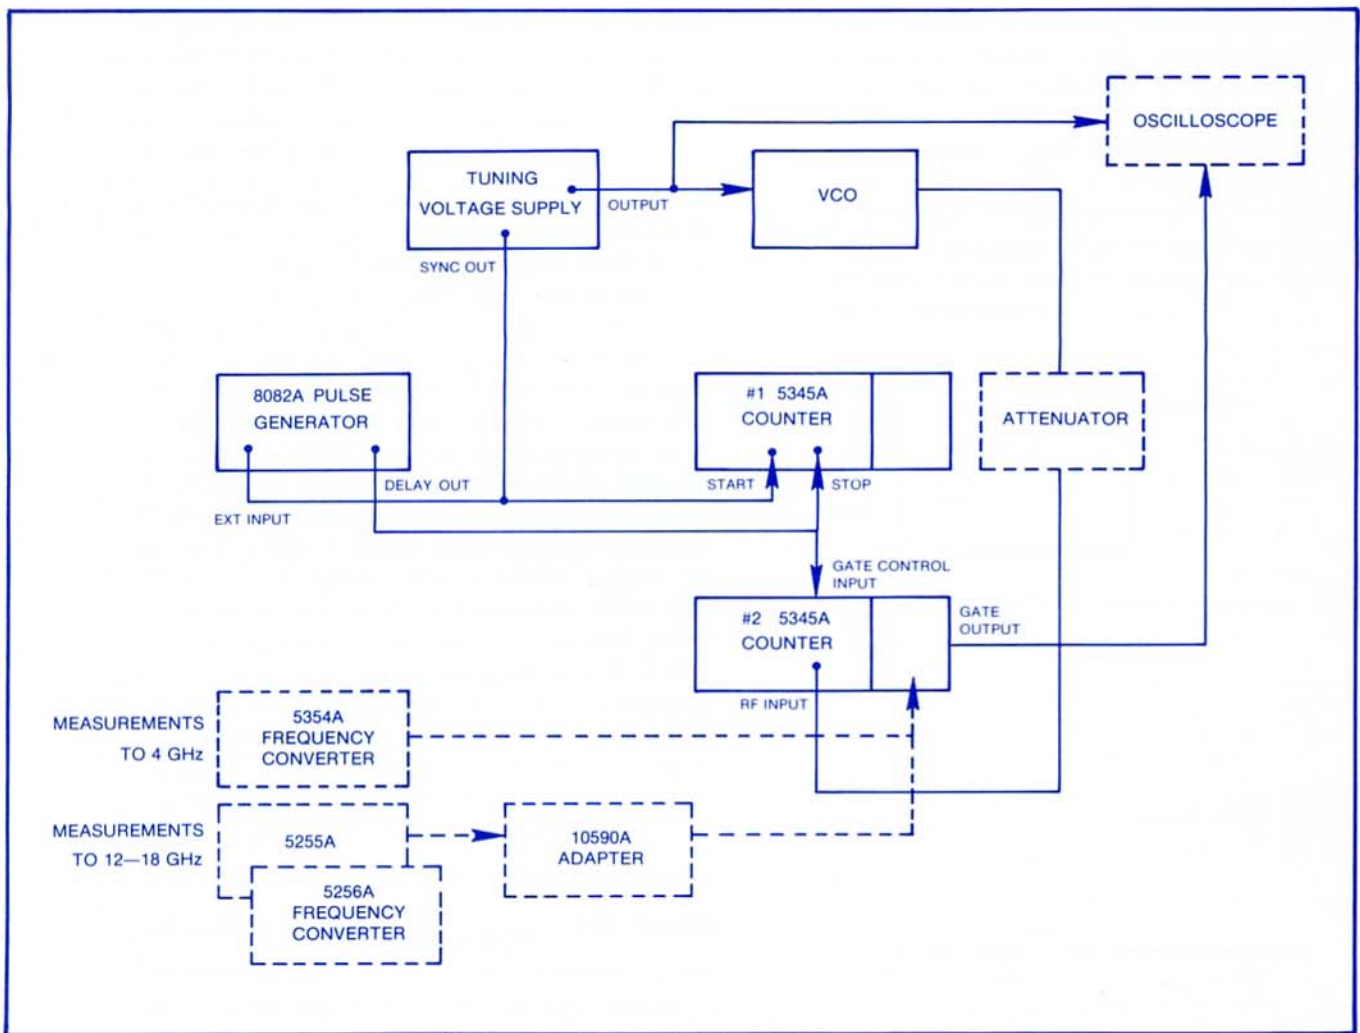 OSCILLOSCOPE
TUNING
VOLTAGE SUPPLY
OUTPUT
VCO
SYNC OUT
8082A PULSE
GENERATOR
#1 5345A
COUNTER
ATTENUATOR
DELAY OUT
START
STOP
EXT INPUT
GATE CONTROL
INPUT
#2 5345A
COUNTER
GATE
OUTPUT
RF INPUT
MEASUREMENTS
TO 4 GHz
5354A
FREQUENCY
CONVERTER
MEASUREMENTS
TO 12—18 GHz
5255A
10590A
ADAPTER
5256A
FREQUENCY
CONVERTER